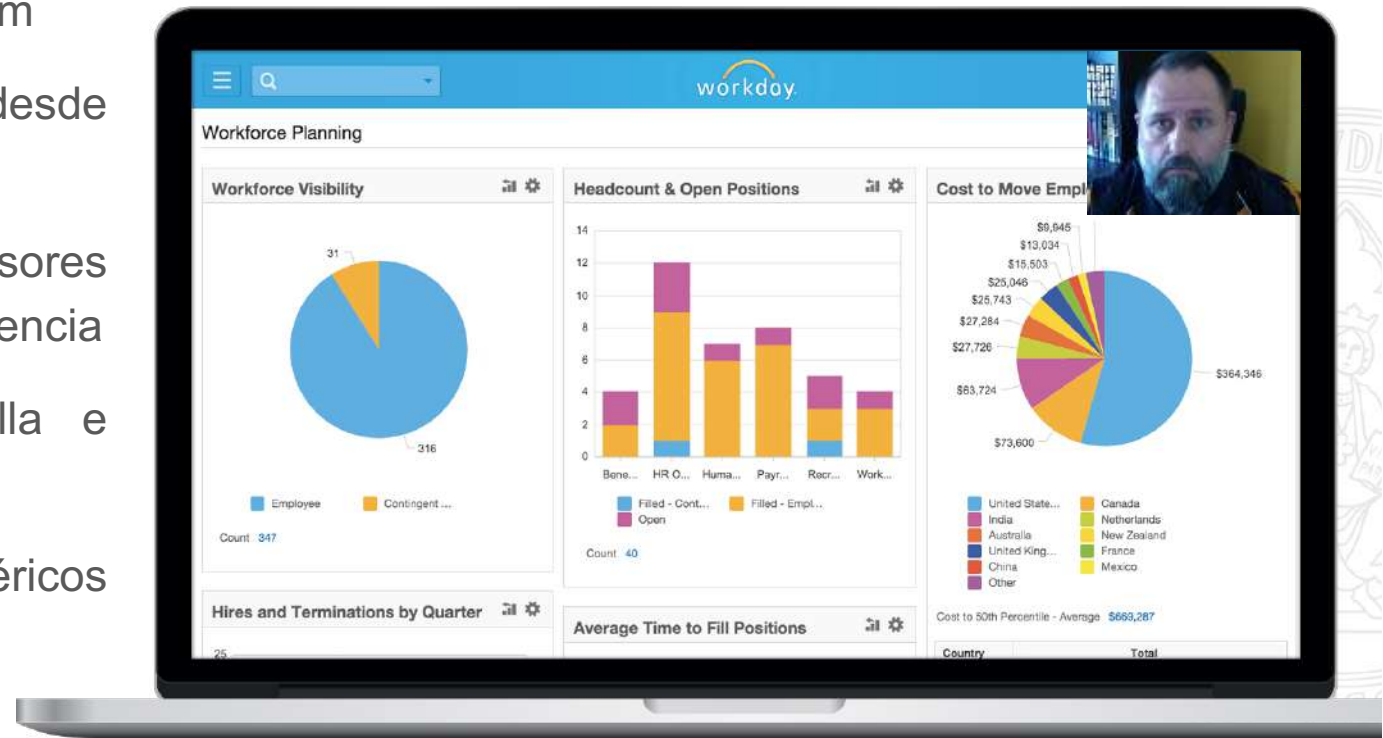 m
desde
sores
encia
lla e
éricos
workday.
Workforce Planning
Workforce Visibility
31
316
Employee
Contingent ...
Count 347
Headcount & Open Positions
14
12
10
8
6
4
2
0
Bene...
HR O...
Huma...
Payr...
Recr...
Work...
Filled - Cont...
Filled - Empl...
Open
Count 40
Cost to Move Empl
$9,945
$13,034
$15,503
$25,046
$25,743
$27,284
$27,726
$63,724
$73,600
$364,346
United State...
Canada
India
Netherlands
Australia
New Zealand
United King...
France
China
Mexico
Other
Cost to 50th Percentile - Average $669,287
Country Total
Hires and Terminations by Quarter
25
Average Time to Fill Positions